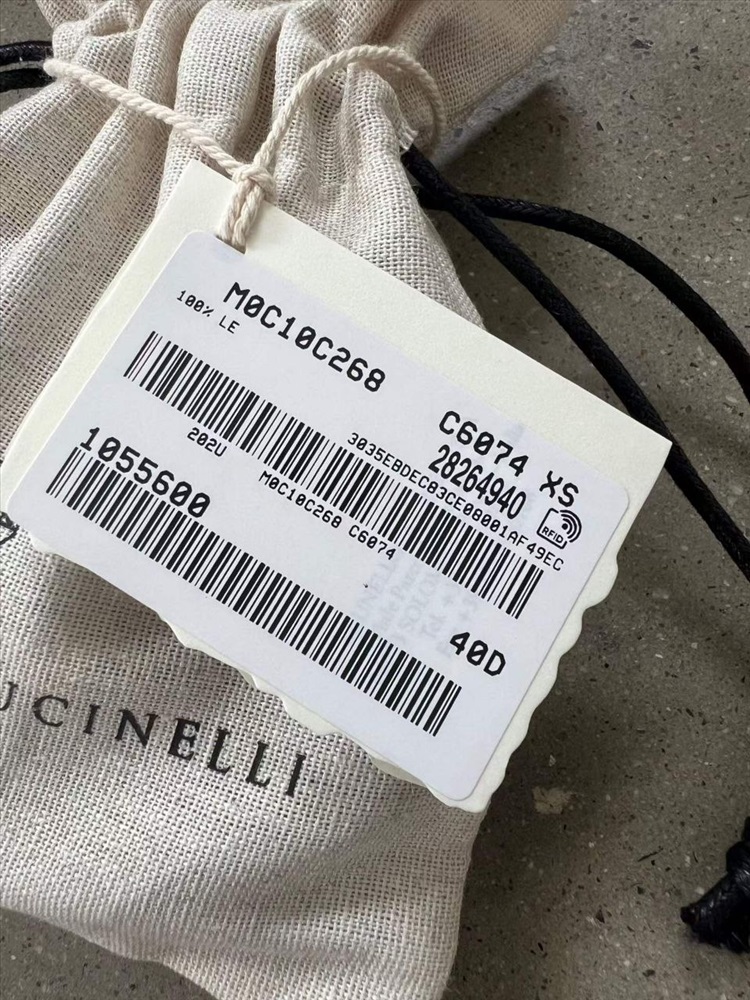 M0C10C268
100% LE
C6074 XS
28264940
3035EBDEC83CE08001AF49EC
RFID
202U
1055600
M0C10C268 C6074
40D
UCINELLI